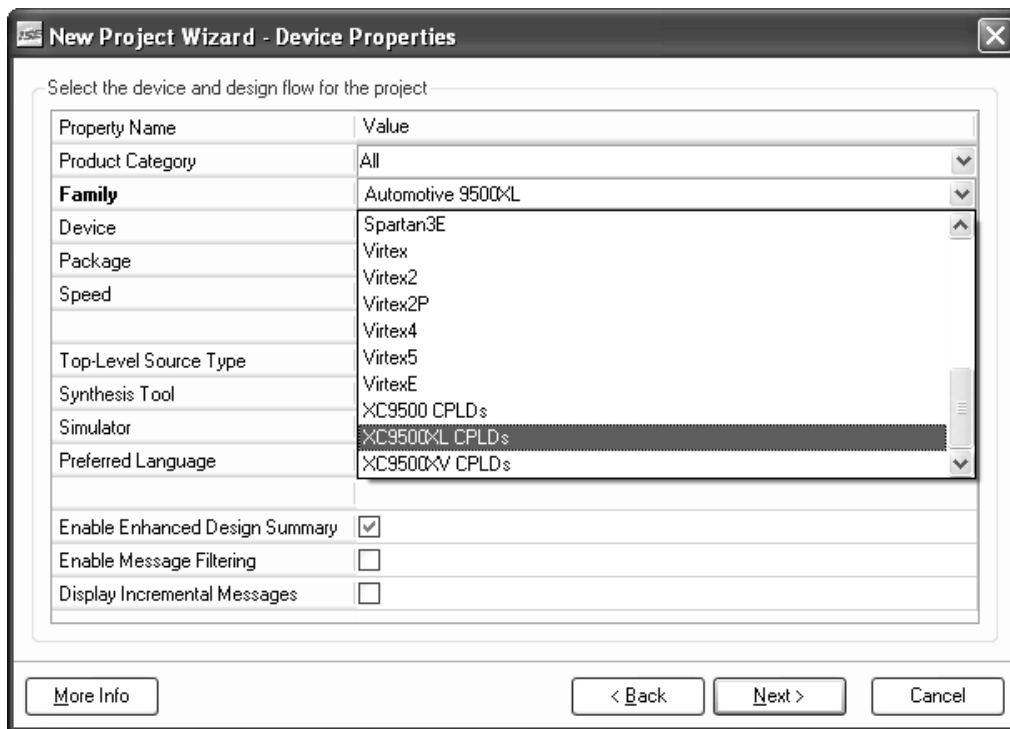 ISE New Project Wizard - Device Properties
Select the device and design flow for the project
Property Name Value
Product Category All
Family Automotive 9500XL
Device Spartan3E
Virtex
Package
Virtex2
Speed
Virtex2P
Virtex4
Top-Level Source Type Virtex5
Synthesis Tool VirtexE
XC9500 CPLDs
Simulator
XC9500XL CPLDs
Preferred Language XC9500XV CPLDs
Enable Enhanced Design Summary
Enable Message Filtering
Display Incremental Messages
More Info < Back Next > Cancel